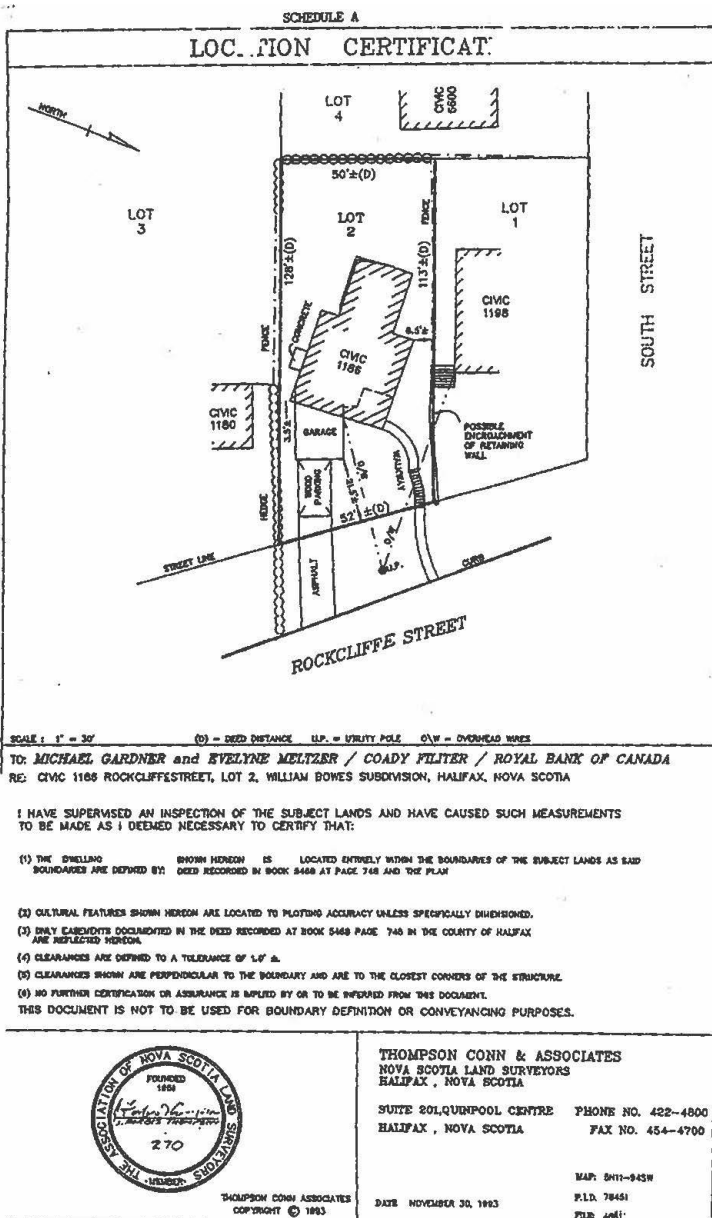 SCHEDULE A
LOC TION CERTIFICAT
NORTH
LOT
4
CIVIC
5600
50'±(D)
LOT
3
LOT
2
LOT
1
FENCE
128'±(D)
113'±(D)
SOUTH STREET
CONCRETE
CIVIC
1198
CIVIC
1186
FENCE
CIVIC
1180
3.5'±
GARAGE
O/W
WALKWAY
POSSIBLE
ENCROACHMENT
OF RETAINING
WALL
HEDGE
WOOD
PARKING
52' ±(D)
STREET LINE
ASPHALT
O/W
U.P.
CURB
ROCKCLIFFE STREET
SCALE : 1" = 30' (D) = DEED DISTANCE U.P. = UTILITY POLE O\W = OVERHEAD WIRES
TO: MICHAEL GARDNER and EVELYNE MELTZER / COADY FILITER / ROYAL BANK OF CANADA
RE: CIVIC 1186 ROCKCLIFFESTREET, LOT 2, WILLIAM BOWES SUBDIVISION, HALIFAX, NOVA SCOTIA
I HAVE SUPERVISED AN INSPECTION OF THE SUBJECT LANDS AND HAVE CAUSED SUCH MEASUREMENTS
TO BE MADE AS I DEEMED NECESSARY TO CERTIFY THAT:
(1) THE DWELLING SHOWN HEREON IS LOCATED ENTIRELY WITHIN THE BOUNDARIES OF THE SUBJECT LANDS AS SAID
BOUNDARIES ARE DEFINED BY: DEED RECORDED IN BOOK 5468 AT PAGE 748 AND THE PLAN
(2) CULTURAL FEATURES SHOWN HEREON ARE LOCATED TO PLOTTING ACCURACY UNLESS SPECIFICALLY DIMENSIONED.
(3) ONLY EASEMENTS DOCUMENTED IN THE DEED RECORDED AT BOOK 5468 PAGE 748 IN THE COUNTY OF HALIFAX
ARE REFLECTED HEREON.
(4) CLEARANCES ARE DEFINED TO A TOLERANCE OF 1.0' ±.
(5) CLEARANCES SHOWN ARE PERPENDICULAR TO THE BOUNDARY AND ARE TO THE CLOSEST CORNERS OF THE STRUCTURE.
(6) NO FURTHER CERTIFICATION OR ASSURANCE IS IMPLIED BY OR TO BE INFERRED FROM THIS DOCUMENT.
THIS DOCUMENT IS NOT TO BE USED FOR BOUNDARY DEFINITION OR CONVEYANCING PURPOSES.
THE ASSOCIATION OF NOVA SCOTIA LAND SURVEYORS
FOUNDED
270
MEMBER
THOMPSON CONN ASSOCIATES
COPYRIGHT © 1993
THOMPSON CONN & ASSOCIATES
NOVA SCOTIA LAND SURVEYORS
HALIFAX , NOVA SCOTIA
SUITE 201,QUINPOOL CENTRE PHONE NO. 422-4800
HALIFAX , NOVA SCOTIA FAX NO. 454-4700
DATE NOVEMBER 30, 1993
MAP: 5H11-94SW
P.I.D. 78451
FILE